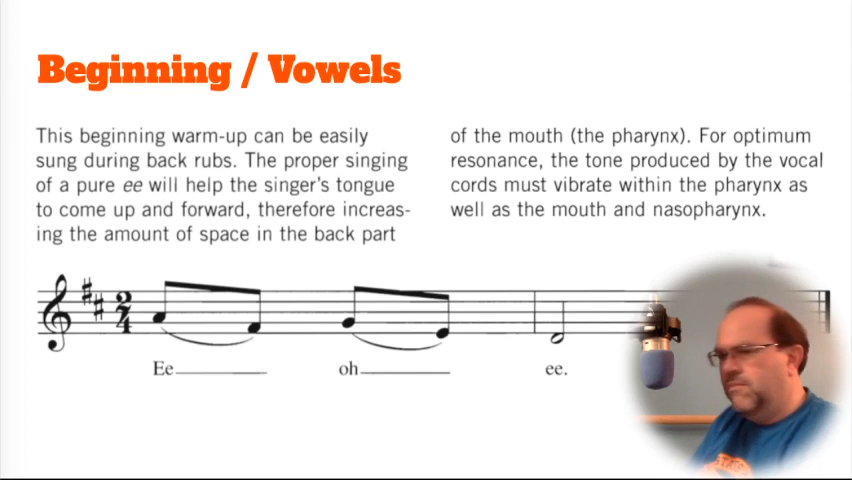 Beginning / Vowels
This beginning warm-up can be easily
sung during back rubs. The proper singing
of a pure ee will help the singer's tongue
to come up and forward, therefore increas-
ing the amount of space in the back part
of the mouth (the pharynx). For optimum
resonance, the tone produced by the vocal
cords must vibrate within the pharynx as
well as the mouth and nasopharynx.
2
4
Ee oh ee.